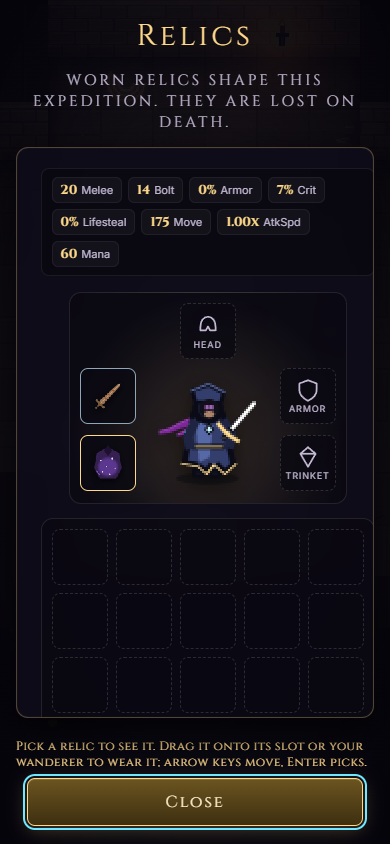 Relics
WORN RELICS SHAPE THIS
EXPEDITION. THEY ARE LOST ON
DEATH.
20 Melee 14 Bolt 0% Armor 7% Crit
0% Lifesteal 175 Move 1.00x AtkSpd
60 Mana
HEAD
ARMOR
TRINKET
Pick a relic to see it. Drag it onto its slot or your
wanderer to wear it; arrow keys move, Enter picks.
Close